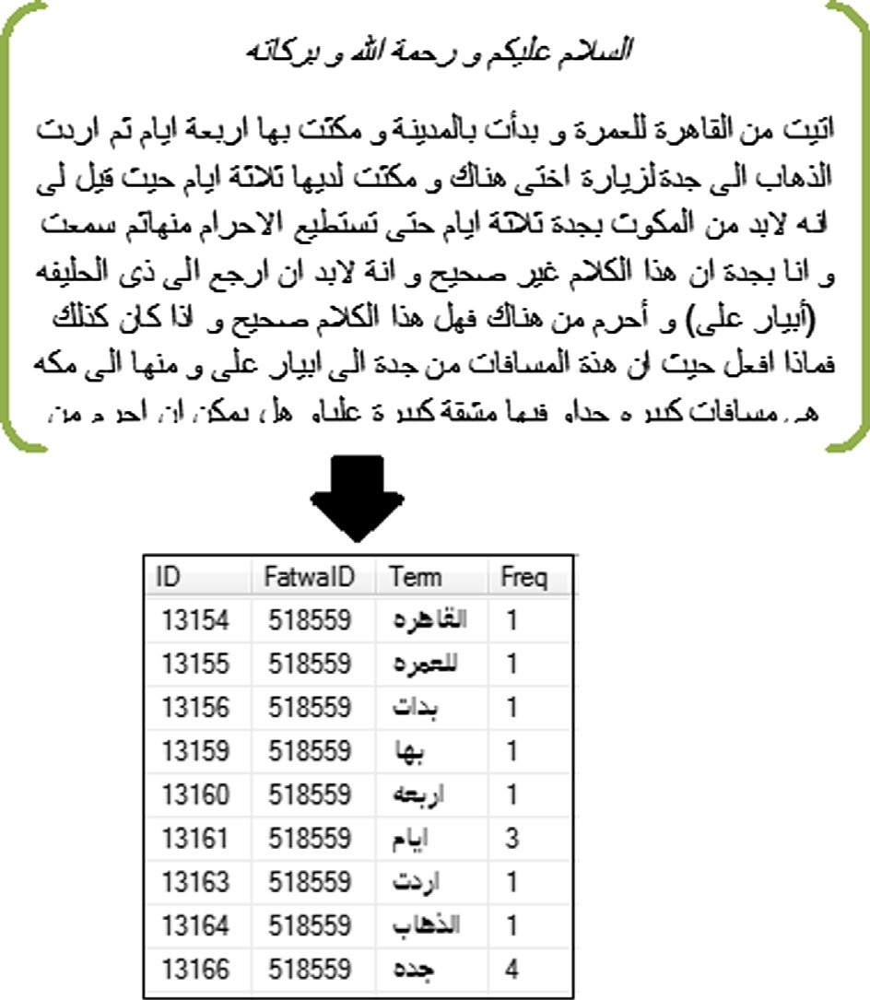 السلام عليكم و رحمة الله و بركاته
اتيت من القاهرة للعمرة و بدأت بالمدينة و مكثت بها اربعة ايام ثم اردت
الذهاب الى جدةلزيارة اختى هناك و مكثت لديها ثلاثة ايام حيث قيل لى
انه لابد من المكوث بجدة ثلاثة ايام حتى تستطيع الاحرام منهاثم سمعت
و انا بجدة ان هذا الكلام غير صحيح و انة لابد ان ارجع الى ذى الحليفه
(أبيار على) و أحرم من هناك فهل هذا الكلام صحيح و اذا كان كذلك
فماذا افعل حيث ان هذة المسافات من جدة الى ابيار على و منها الى مكه
هى مسافات كبيره جداو فيها مشقة كبيرة علياو هل يمكن ان احرم من
ID FatwaID Term Freq
13154 518559 القاهره 1
13155 518559 للعمره 1
13156 518559 بدات 1
13159 518559 بها 1
13160 518559 اربعه 1
13161 518559 ايام 3
13163 518559 اردت 1
13164 518559 الذهاب 1
13166 518559 جده 4